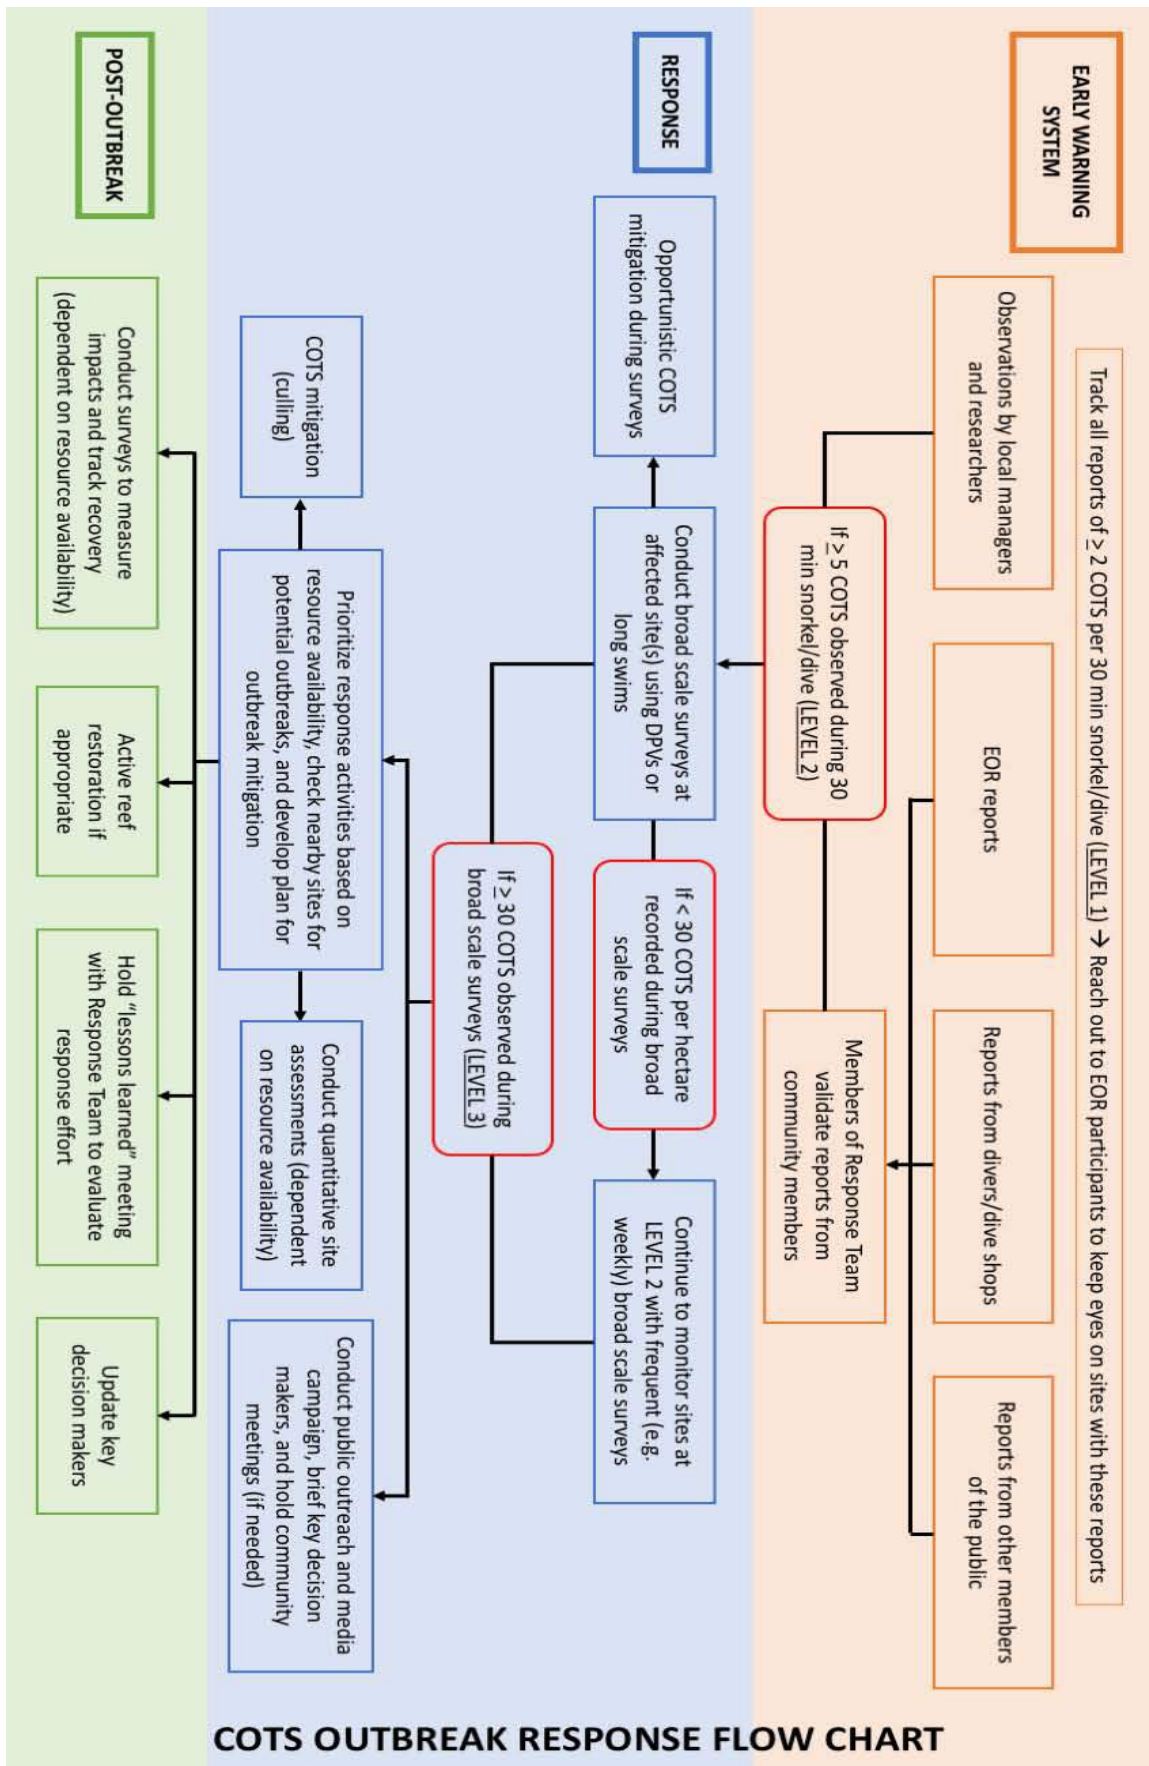 COTS OUTBREAK RESPONSE FLOW CHART
EARLY WARNING
SYSTEM
Track all reports of ≥ 2 COTS per 30 min snorkel/dive (LEVEL 1) → Reach out to EOR participants to keep eyes on sites with these reports
Observations by local managers
and researchers
EOR reports
Reports from divers/dive shops
Reports from other members
of the public
If ≥ 5 COTS observed during 30
min snorkel/dive (LEVEL 2)
Members of Response Team
validate reports from
community members
RESPONSE
Opportunistic COTS
mitigation during surveys
Conduct broad scale surveys at
affected site(s) using DPVs or
long swims
If < 30 COTS per hectare
recorded during broad
scale surveys
Continue to monitor sites at
LEVEL 2 with frequent (e.g.
weekly) broad scale surveys
If ≥ 30 COTS observed during
broad scale surveys (LEVEL 3)
COTS mitigation
(culling)
Prioritize response activities based on
resource availability, check nearby sites for
potential outbreaks, and develop plan for
outbreak mitigation
Conduct quantitative site
assessments (dependent
on resource availability)
Conduct public outreach and media
campaign, brief key decision
makers, and hold community
meetings (if needed)
POST-OUTBREAK
Conduct surveys to measure
impacts and track recovery
(dependent on resource availability)
Active reef
restoration if
appropriate
Hold “lessons learned” meeting
with Response Team to evaluate
response effort
Update key
decision makers